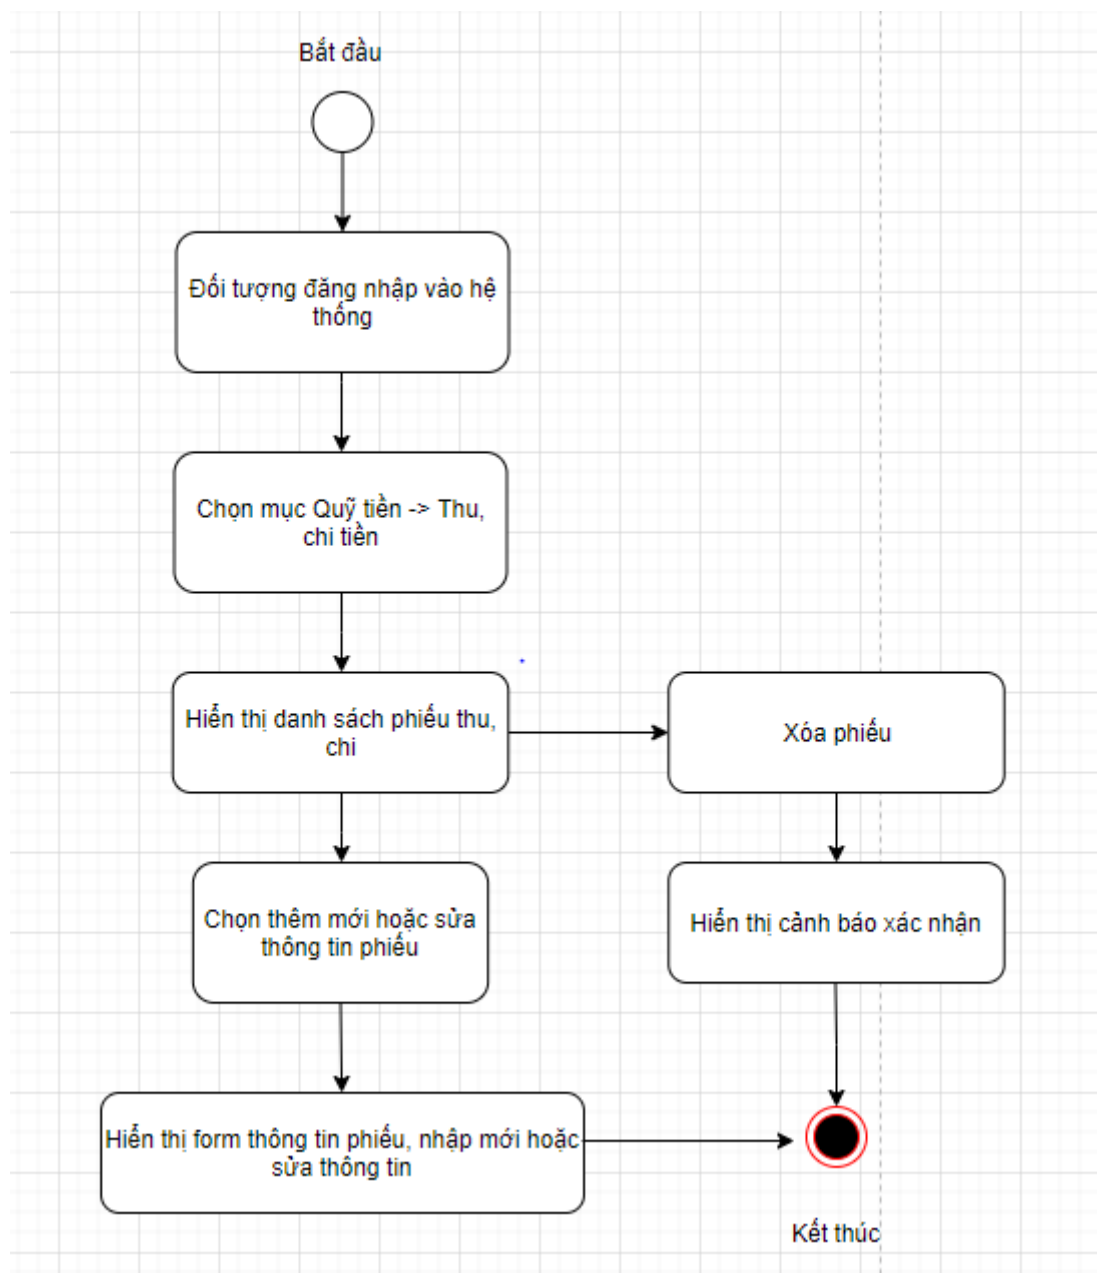 Bắt đầu
Đối tượng đăng nhập vào hệ
thống
Chọn mục Quỹ tiền -> Thu,
chi tiền
Hiển thị danh sách phiếu thu,
chi
Xóa phiếu
Chọn thêm mới hoặc sửa
thông tin phiếu
Hiển thị cảnh báo xác nhận
Hiển thị form thông tin phiếu, nhập mới hoặc
sửa thông tin
Kết thúc